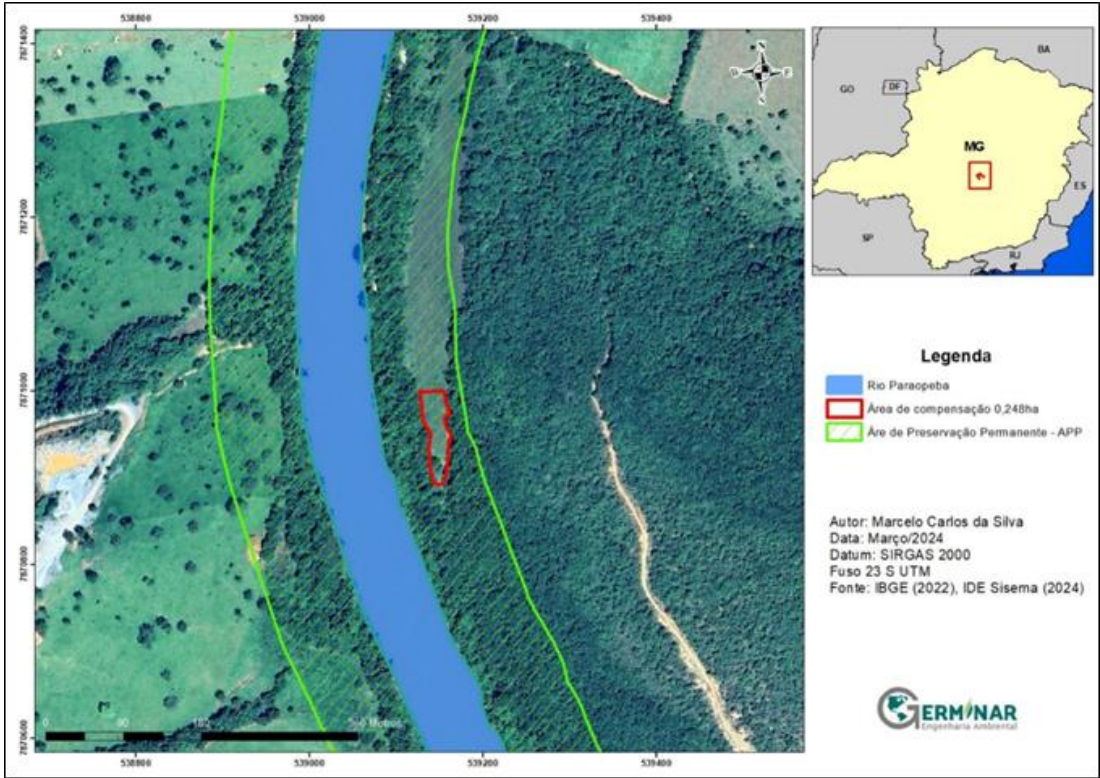 538800 539000 539200 539400
7871400
7871200
7871000
7870800
7870600
N
E
S
0 90
538800 539000 539200 539400
BA
GO
DF
MG
ES
SP
RJ
Legenda
Rio Paraopeba
Área de compensação 0,248ha
Áre de Preservação Permanente - APP
Autor: Marcelo Carlos da Silva
Data: Março/2024
Datum: SIRGAS 2000
Fuso 23 S UTM
Fonte: IBGE (2022), IDE Sisema (2024)
GERMINAR
Engenharia Ambiental